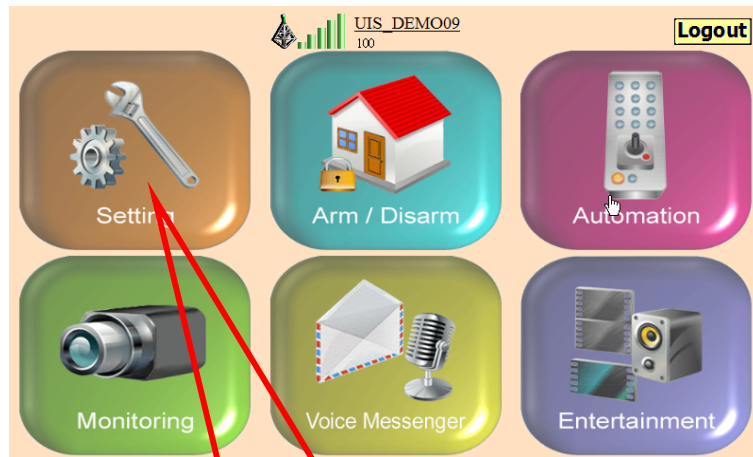 UIS_DEMO09
100
Logout
Setting
Arm / Disarm
Automation
Monitoring
Voice Messenger
Entertainment